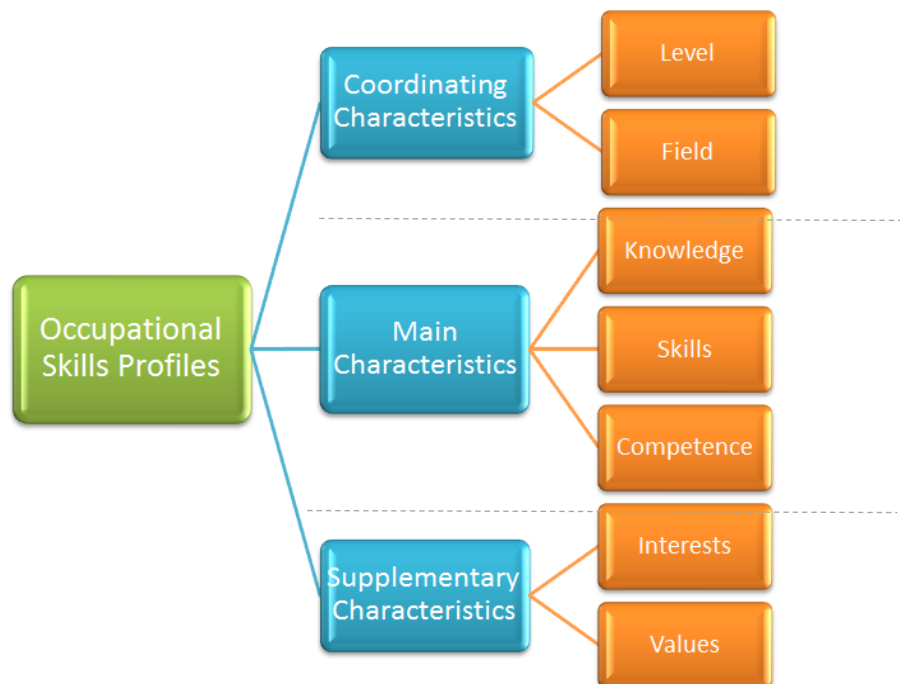 Occupational
Skills Profiles
Coordinating
Characteristics
Level
Field
Main
Characteristics
Knowledge
Skills
Competence
Supplementary
Characteristics
Interests
Values